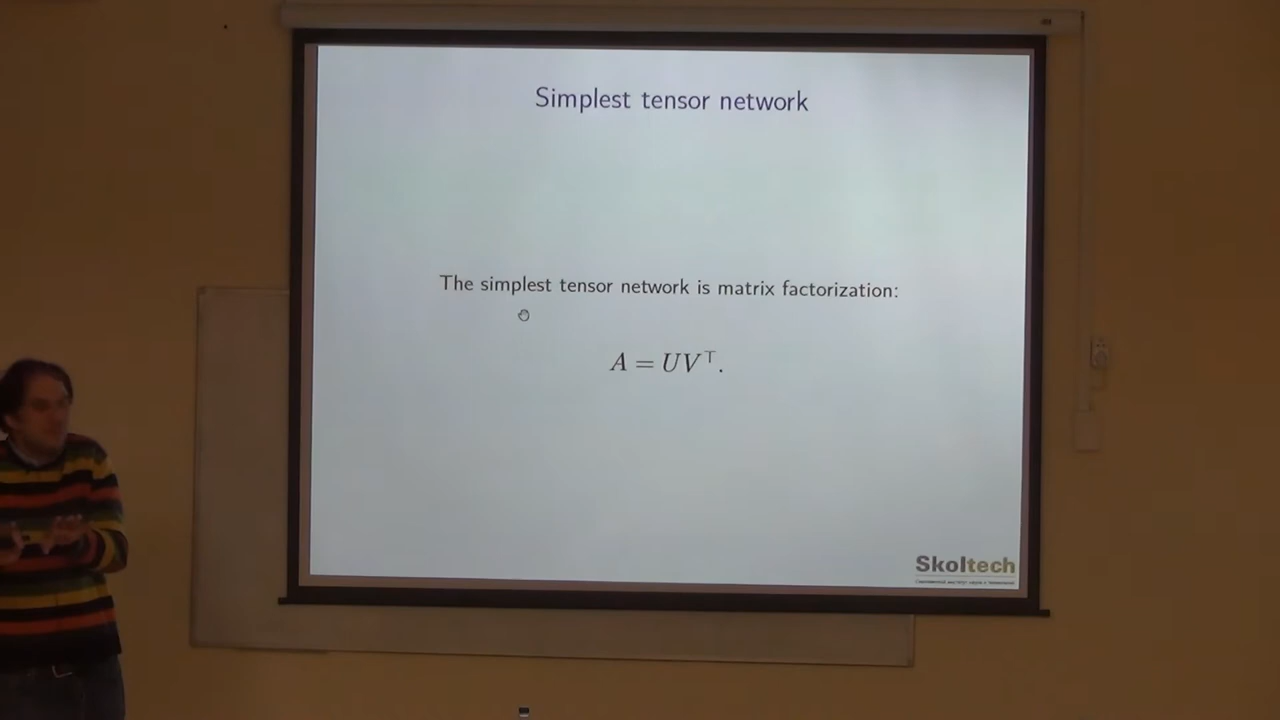 Simplest tensor network
The simplest tensor network is matrix factorization:
A = UV⊤.
Skoltech